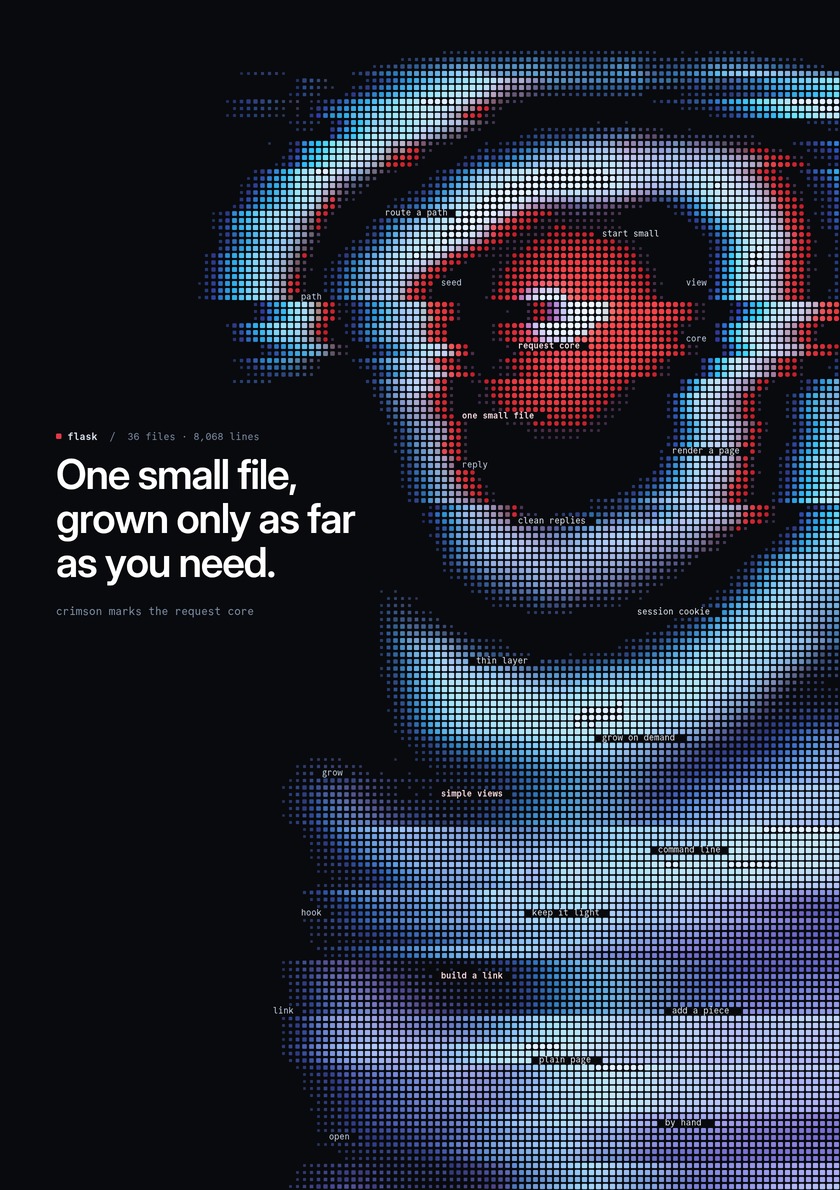 route a path
start small
seed
view
path
core
request core
one small file
flask / 36 files · 8,068 lines
render a page
One small file,
grown only as far
as you need.
reply
clean replies
crimson marks the request core
session cookie
thin layer
grow on demand
grow
simple views
command line
hook
keep it light
build a link
link
add a piece
plain page
by hand
open